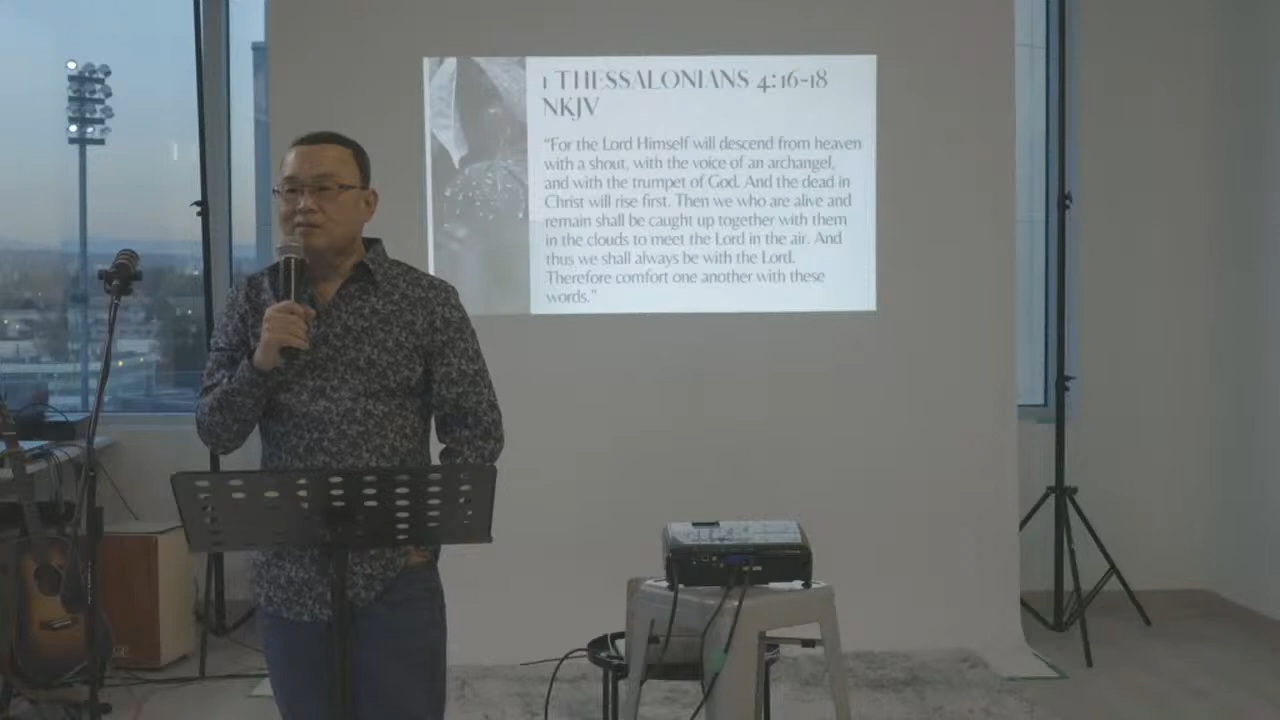 1 THESSALONIANS 4:16-18
NKJV
“For the Lord Himself will descend from heaven
with a shout, with the voice of an archangel,
and with the trumpet of God. And the dead in
Christ will rise first. Then we who are alive and
remain shall be caught up together with them
in the clouds to meet the Lord in the air. And
thus we shall always be with the Lord.
Therefore comfort one another with these
words.”